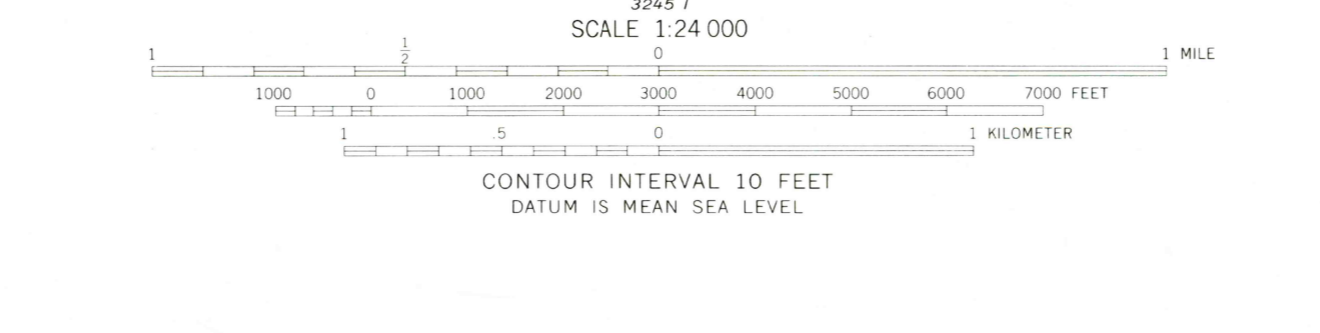 3245 I
SCALE 1:24 000
1 1/2 0 1 MILE
1000 0 1000 2000 3000 4000 5000 6000 7000 FEET
1 .5 0 1 KILOMETER
CONTOUR INTERVAL 10 FEET
DATUM IS MEAN SEA LEVEL